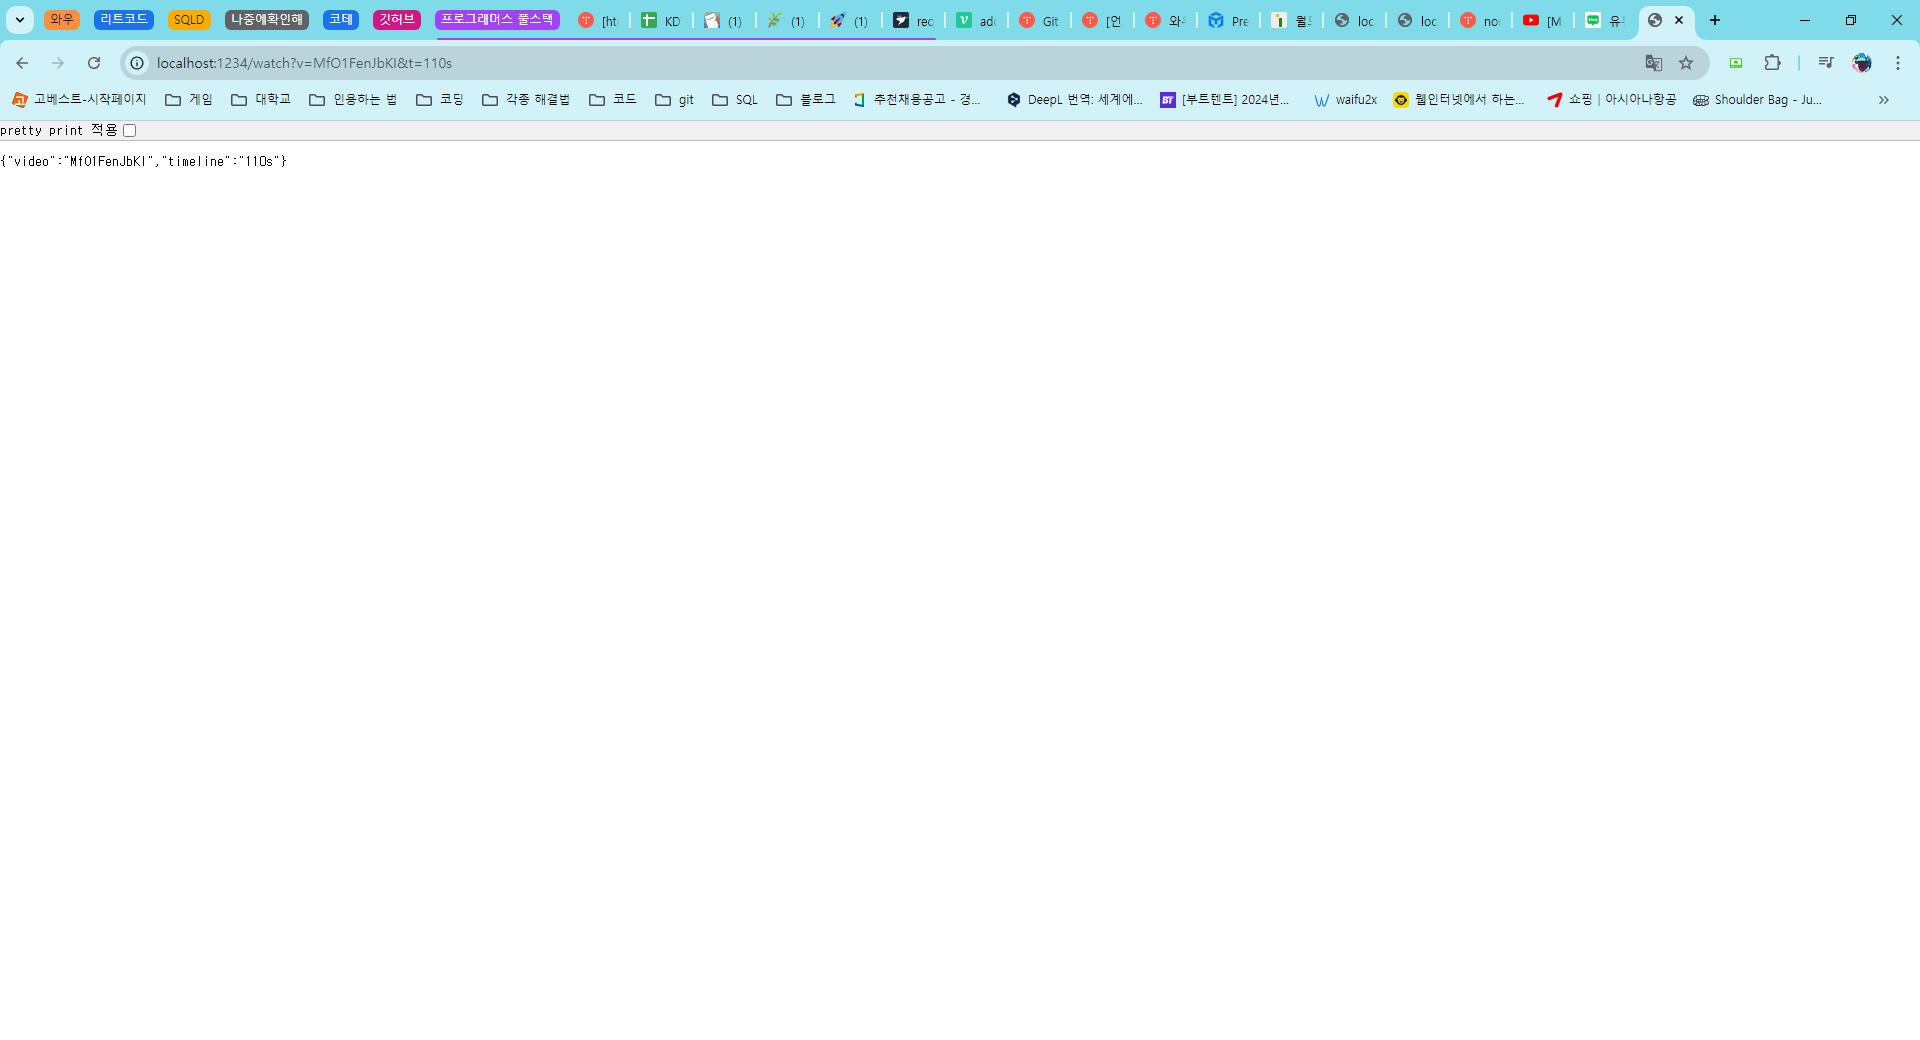 와우 리트코드 SQLD 나중에확인해 코테 깃허브 프로그래머스 풀스택 [ht KD (1) (1) (1) rec adc Git [언 Pre 월 loc loc no [M 유
localhost:1234/watch?v=MfO1FenJbKI&t=110s
고베스트-시작페이지 게임 대학교 인용하는 법 코딩 각종 해결법 코드 git SQL 블로그 추천채용공고 - 경... DeepL 번역: 세계에... BT [부트텐트] 2024년... waifu2x 웹인터넷에서 하는... 쇼핑 | 아시아나항공 Shoulder Bag - Ju...
pretty print 적용
{"video":"MfO1FenJbKI","timeline":"110s"}